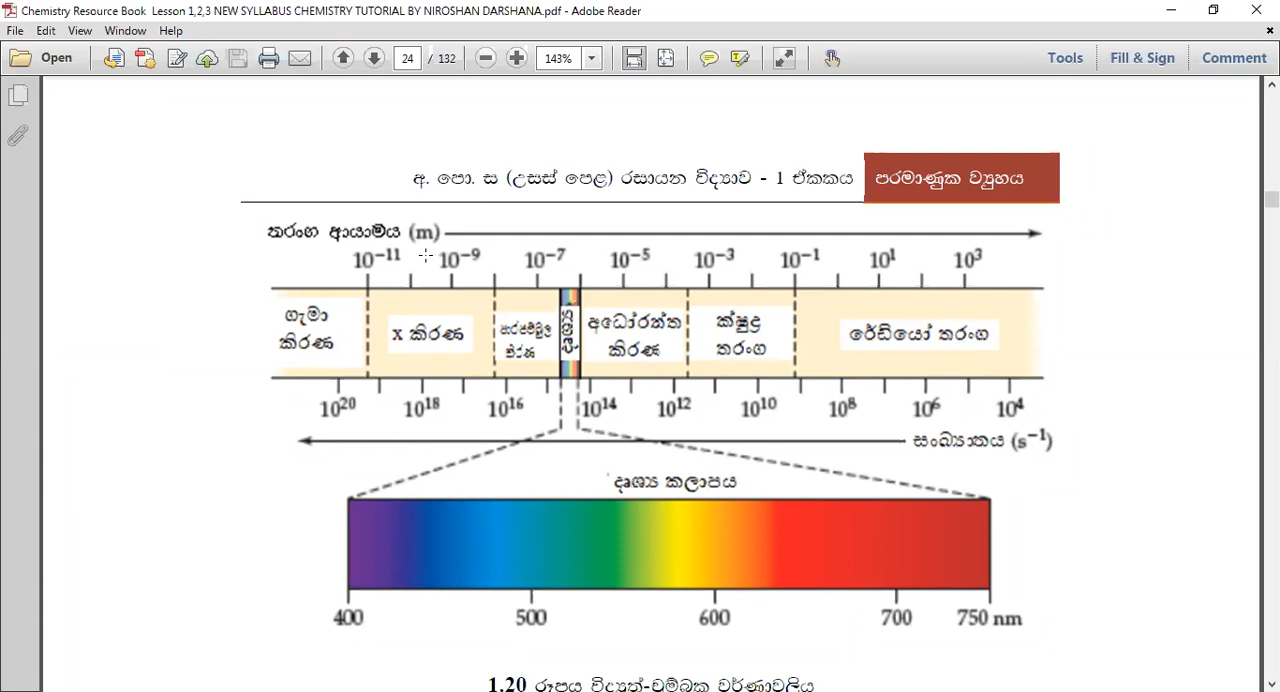 Chemistry Resource Book Lesson 1,2,3 NEW SYLLABUS CHEMISTRY TUTORIAL BY NIROSHAN DARSHANA.pdf - Adobe Reader
File Edit View Window Help
Open 24 / 132 143% Tools Fill & Sign Comment
අ. පො. ස (උසස් පෙළ) රසායන විද්‍යාව - 1 ඒකකය පරමාණුක ව්‍යුහය
තරංග ආයාමය (m)
10⁻¹¹ 10⁻⁹ 10⁻⁷ 10⁻⁵ 10⁻³ 10⁻¹ 10¹ 10³
ගැමා කිරණ
x කිරණ
පාරජම්බුල කිරණ
දෘශ්‍ය
අධෝරක්ත කිරණ
ක්ෂුද්‍ර තරංග
රේඩියෝ තරංග
10²⁰ 10¹⁸ 10¹⁶ 10¹⁴ 10¹² 10¹⁰ 10⁸ 10⁶ 10⁴
සංඛ්‍යාතය (s⁻¹)
දෘශ්‍ය කලාපය
400 500 600 700 750 nm
1.20 රූපය විද්‍යුත්-චුම්බක වර්ණාවලිය